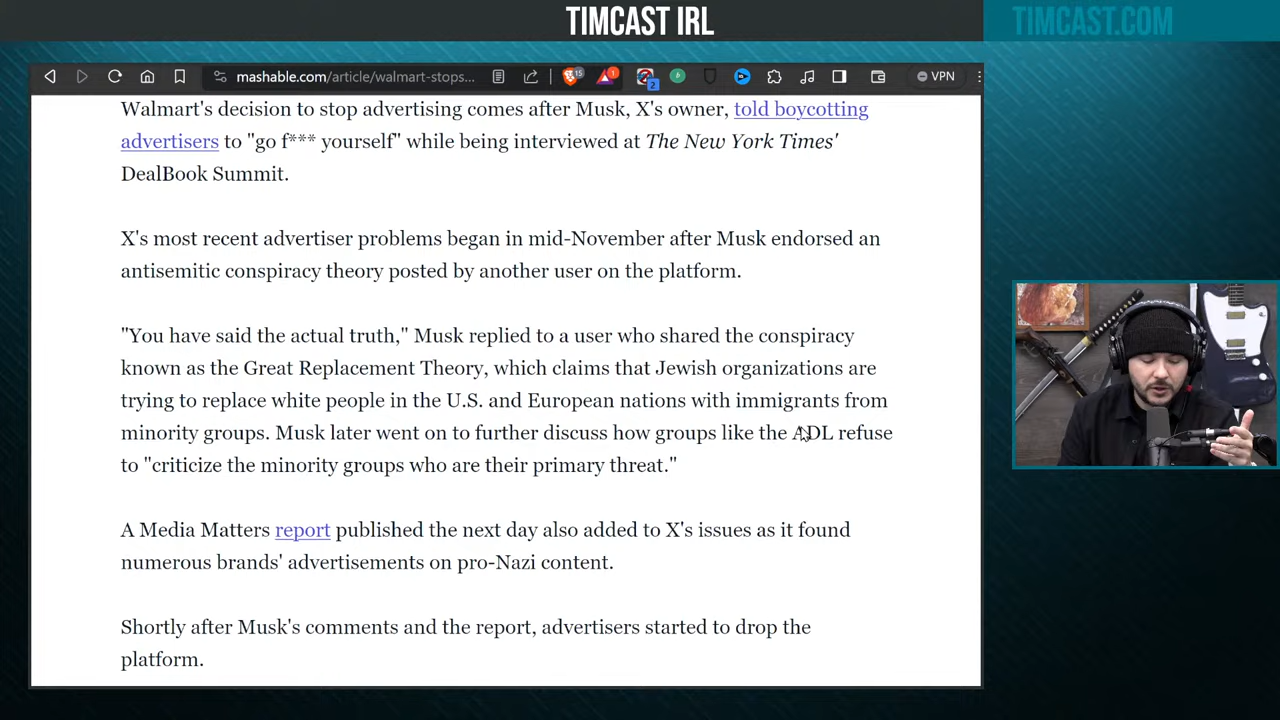 TIMCAST IRL
TIMCAST.COM
mashable.com/article/walmart-stops...
15
1
2
b
VPN
Walmart's decision to stop advertising comes after Musk, X's owner, told boycotting
advertisers to "go f*** yourself" while being interviewed at The New York Times'
DealBook Summit.
X's most recent advertiser problems began in mid-November after Musk endorsed an
antisemitic conspiracy theory posted by another user on the platform.
"You have said the actual truth," Musk replied to a user who shared the conspiracy
known as the Great Replacement Theory, which claims that Jewish organizations are
trying to replace white people in the U.S. and European nations with immigrants from
minority groups. Musk later went on to further discuss how groups like the ADL refuse
to "criticize the minority groups who are their primary threat."
A Media Matters report published the next day also added to X's issues as it found
numerous brands' advertisements on pro-Nazi content.
Shortly after Musk's comments and the report, advertisers started to drop the
platform.